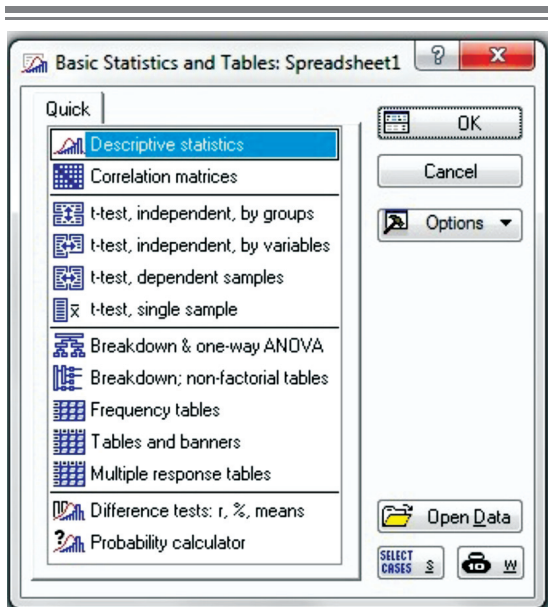 Basic Statistics and Tables: Spreadsheet1
?
X
Quick
Descriptive statistics
Correlation matrices
t-test, independent, by groups
t-test, independent, by variables
t-test, dependent samples
x̄ t-test, single sample
Breakdown & one-way ANOVA
Breakdown; non-factorial tables
Frequency tables
Tables and banners
Multiple response tables
Difference tests: r, %, means
? Probability calculator
OK
Cancel
Options
Open Data
SELECT
CASES S
W